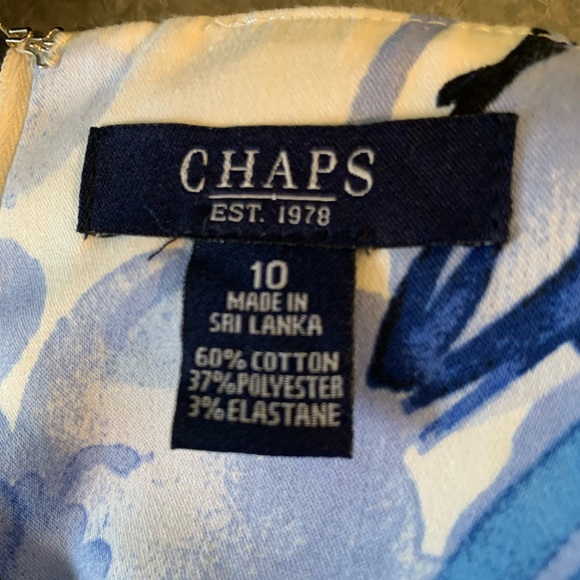 CHAPS
EST. 1978
10
MADE IN
SRI LANKA
60% COTTON
37% POLYESTER
3% ELASTANE